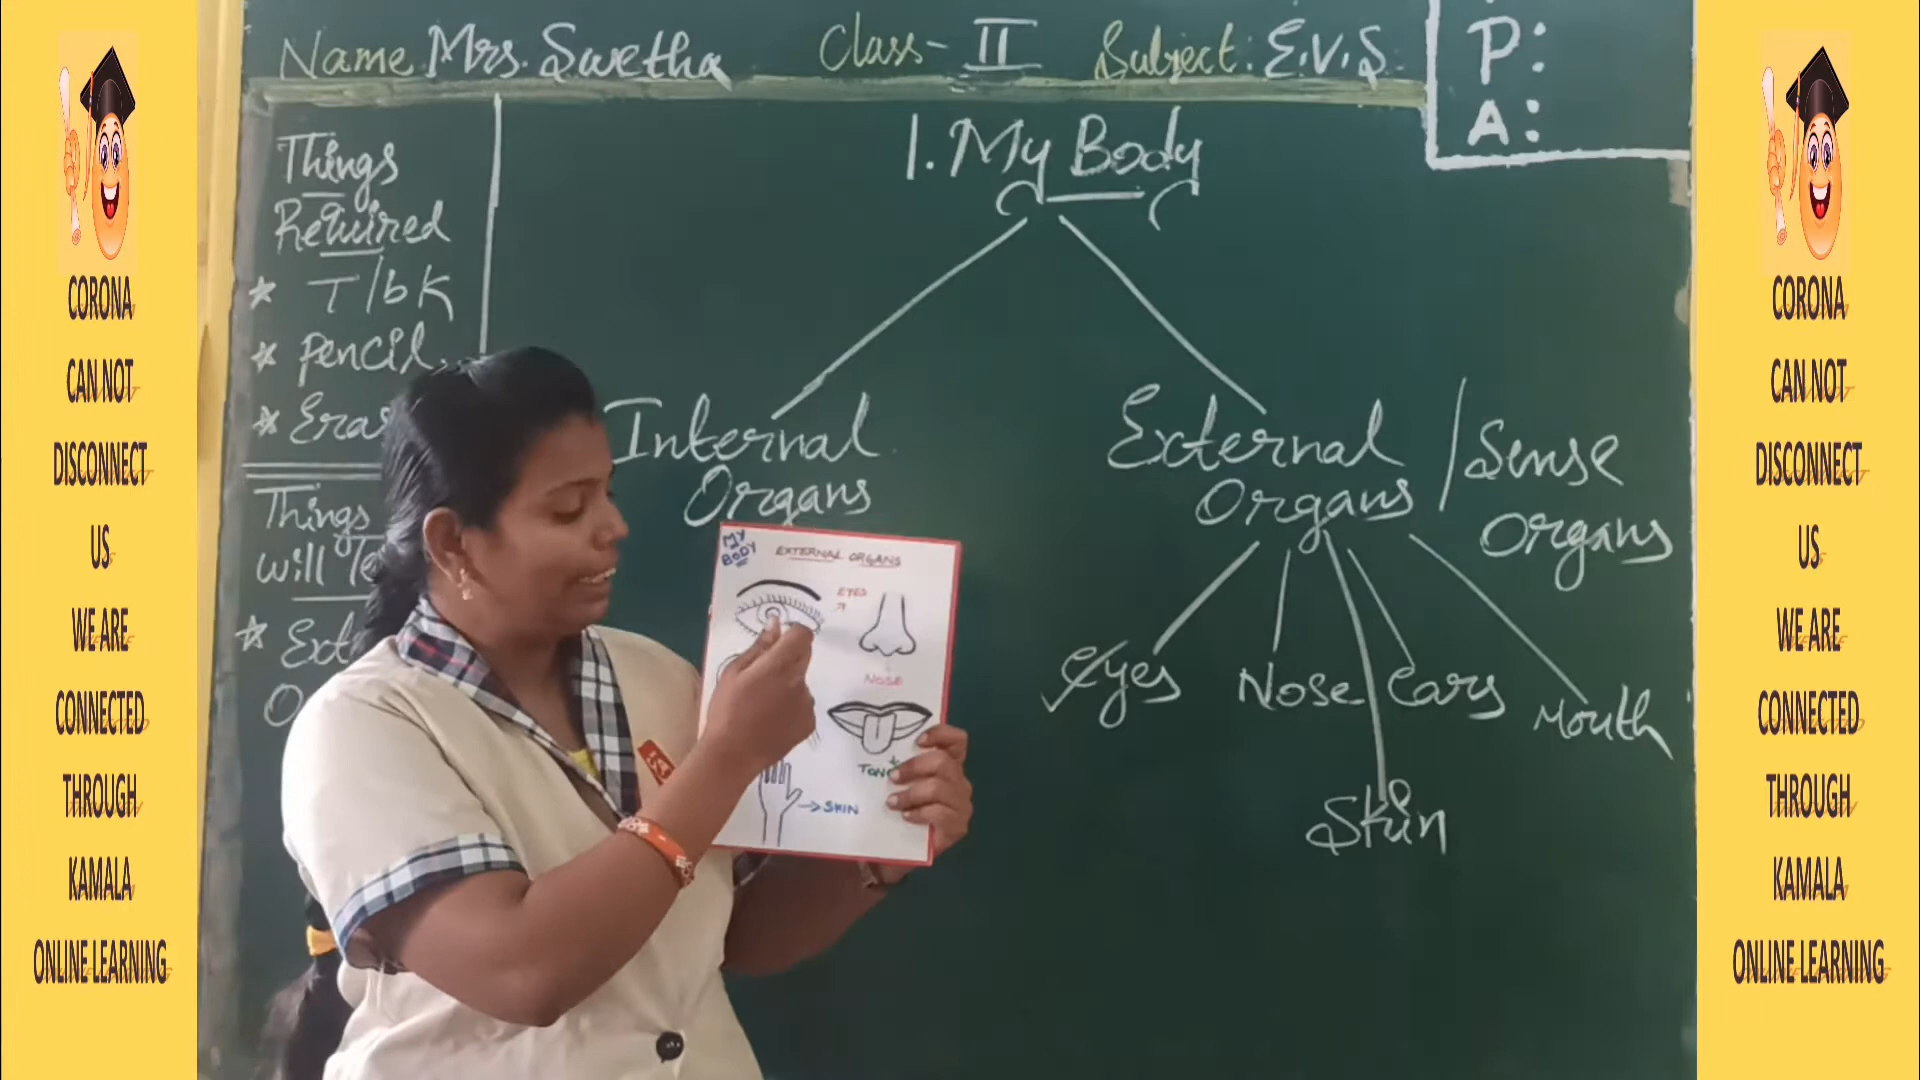 CORONA
CAN NOT
DISCONNECT
US
WE ARE
CONNECTED
THROUGH
KAMALA
ONLINE LEARNING
Name Mrs. Swetha Class- II Subject: E.V.S.
P:
A:
Things
Required
T/bk
Pencil
Things
will
1. My Body
Internal
Organs
External
Organs
/ Sense
Organs
Eyes
Nose
Ears
Mouth
Skin
MY
BODY
EXTERNAL ORGANS
EYES
NOSE
SKIN
CORONA
CAN NOT
DISCONNECT
US
WE ARE
CONNECTED
THROUGH
KAMALA
ONLINE LEARNING